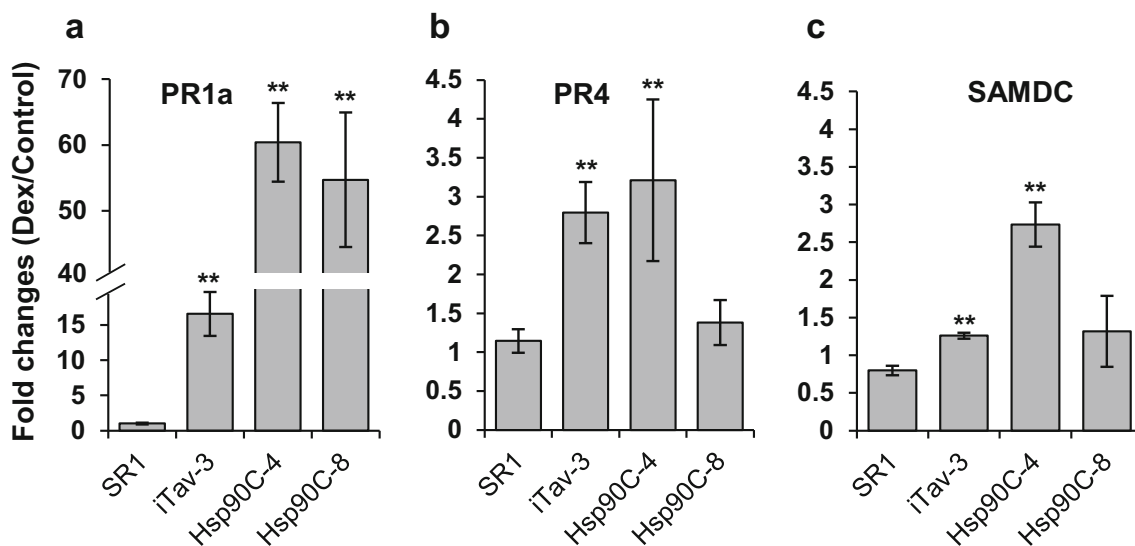 a
b
c
Fold changes (Dex/Control)
PR1a
70
60
50
40
15
10
5
0
**
**
**
SR1
iTav-3
Hsp90C-4
Hsp90C-8
PR4
4.5
4
3.5
3
2.5
2
1.5
1
0.5
0
**
**
SR1
iTav-3
Hsp90C-4
Hsp90C-8
SAMDC
4.5
4
3.5
3
2.5
2
1.5
1
0.5
0
**
**
SR1
iTav-3
Hsp90C-4
Hsp90C-8